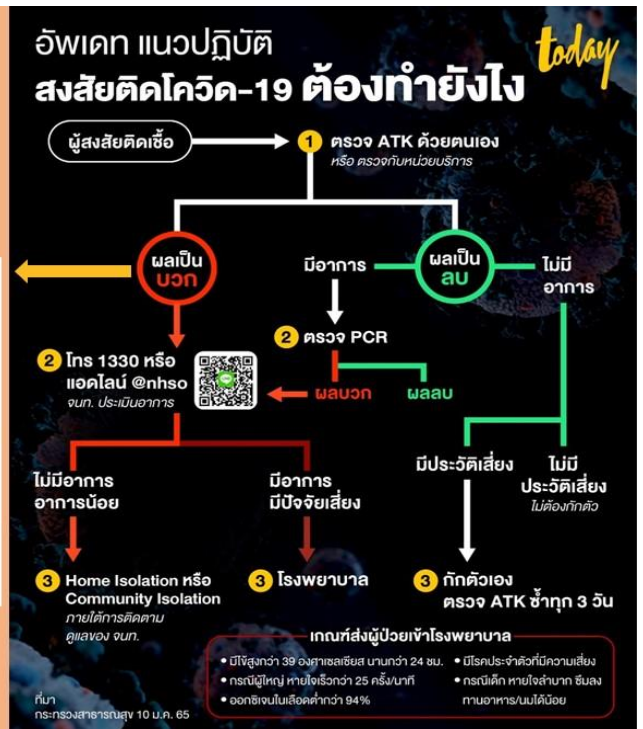 อัพเดท แนวปฏิบัติ
สงสัยติดโควิด-19 ต้องทำยังไง
today
ผู้สงสัยติดเชื้อ
1 ตรวจ ATK ด้วยตนเอง
หรือ ตรวจกับหน่วยบริการ
ผลเป็น
บวก
มีอาการ
ผลเป็น
ลบ
ไม่มี
อาการ
2 โทร 1330 หรือ
แอดไลน์ @nhso
จนท. ประเมินอาการ
2 ตรวจ PCR
ผลบวก
ผลลบ
ไม่มีอาการ
อาการน้อย
มีอาการ
มีปัจจัยเสี่ยง
มีประวัติเสี่ยง
ไม่มี
ประวัติเสี่ยง
ไม่ต้องกักตัว
3 Home Isolation หรือ
Community Isolation
ภายใต้การติดตาม
ดูแลของ จนท.
3 โรงพยาบาล
3 กักตัวเอง
ตรวจ ATK ซ้ำทุก 3 วัน
เกณฑ์ส่งผู้ป่วยเข้าโรงพยาบาล
• มีไข้สูงกว่า 39 องศาเซลเซียส นานกว่า 24 ชม.
• กรณีผู้ใหญ่ หายใจเร็วกว่า 25 ครั้ง/นาที
• ออกซิเจนในเลือดต่ำกว่า 94%
• มีโรคประจำตัวที่มีความเสี่ยง
• กรณีเด็ก หายใจลำบาก ซึมลง
ทานอาหาร/นมได้น้อย
ที่มา
กระทรวงสาธารณสุข 10 ม.ค. 65